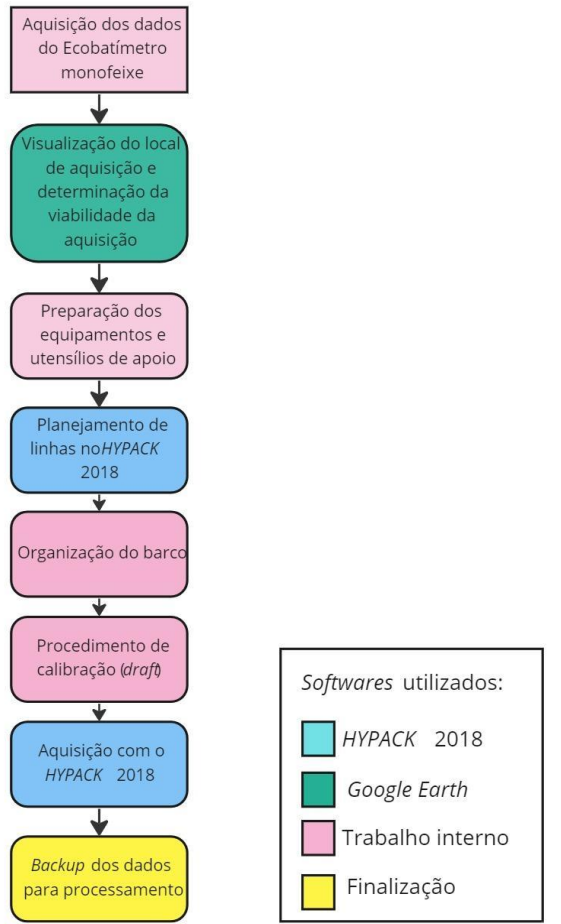 Aquisição dos dados
do Ecobatímetro
monofeixe
Visualização do local
de aquisição e
determinação da
viabilidade da
aquisição
Preparação dos
equipamentos e
utensílios de apoio
Planejamento de
linhas no HYPACK
2018
Organização do barco
Procedimento de
calibração (draft)
Aquisição com o
HYPACK 2018
Backup dos dados
para processamento
Softwares utilizados:
HYPACK 2018
Google Earth
Trabalho interno
Finalização